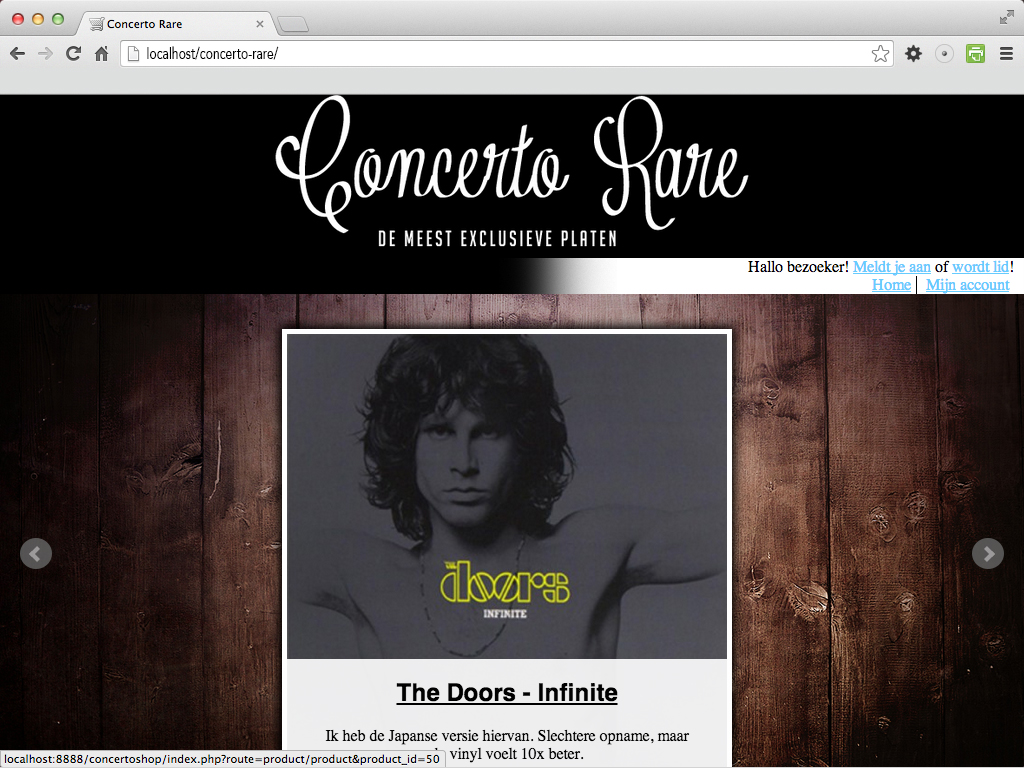 Concerto Rare
localhost/concerto-rare/
Concerto Rare
DE MEEST EXCLUSIEVE PLATEN
Hallo bezoeker! Meldt je aan of wordt lid!
Home | Mijn account
the doors
INFINITE
The Doors - Infinite
Ik heb de Japanse versie hiervan. Slechtere opname, maar
vinyl voelt 10x beter.
localhost:8888/concertoshop/index.php?route=product/product&product_id=50